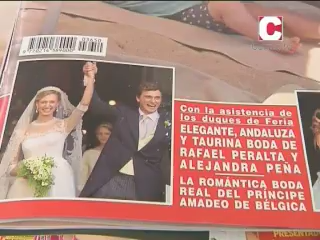 C
Con la asistencia de
los duques de Feria
ELEGANTE, ANDALUZA
Y TAURINA BODA DE
RAFAEL PERALTA Y
ALEJANDRA PEÑA
LA ROMÁNTICA BODA
REAL DEL PRÍNCIPE
AMADEO DE BÉLGICA